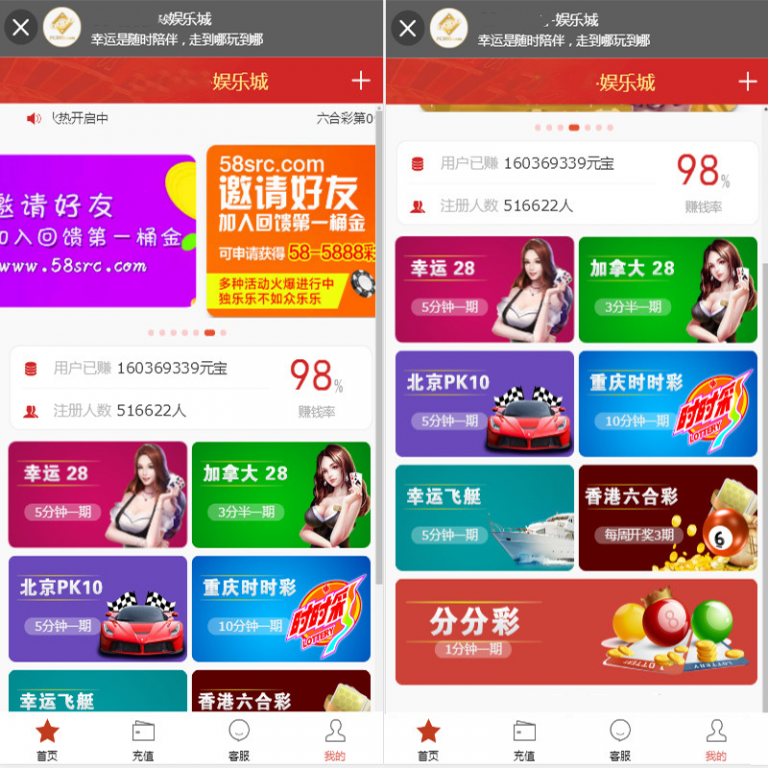 娱乐城
幸运是随时陪伴，走到哪玩到哪
娱乐城
火热开启中
六合彩第0
邀请好友
加入回馈第一桶金
www.58src.com
58src.com
邀请好友
加入回馈第一桶金
可申请获得58-5888彩
多种活动火爆进行中
独乐乐不如众乐乐
用户已赚 160369339元宝
98%
注册人数 516622人
赚钱率
幸运 28
5分钟一期
加拿大 28
3分半一期
北京PK10
5分钟一期
重庆时时彩
10分钟一期
时时彩
LOTTERY
幸运飞艇
香港六合彩
首页
充值
客服
我的
娱乐城
幸运是随时陪伴，走到哪玩到哪
娱乐城
用户已赚 160369339元宝
98%
注册人数 516622人
赚钱率
幸运 28
5分钟一期
加拿大 28
3分半一期
北京PK10
5分钟一期
重庆时时彩
10分钟一期
时时彩
LOTTERY
幸运飞艇
5分钟一期
香港六合彩
每周开奖3期
6
分分彩
1分钟一期
8
首页
充值
客服
我的